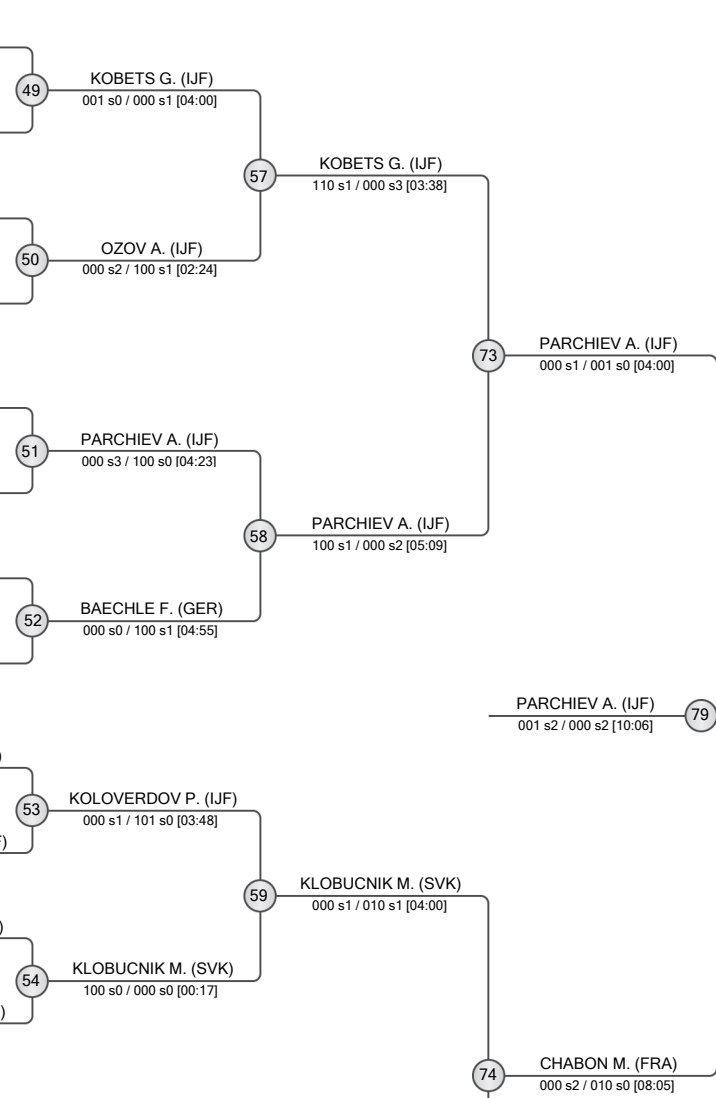 49
KOBETS G. (IJF)
001 s0 / 000 s1 [04:00]
57
KOBETS G. (IJF)
110 s1 / 000 s3 [03:38]
50
OZOV A. (IJF)
000 s2 / 100 s1 [02:24]
73
PARCHIEV A. (IJF)
000 s1 / 001 s0 [04:00]
51
PARCHIEV A. (IJF)
000 s3 / 100 s0 [04:23]
58
PARCHIEV A. (IJF)
100 s1 / 000 s2 [05:09]
52
BAECHLE F. (GER)
000 s0 / 100 s1 [04:55]
PARCHIEV A. (IJF)
001 s2 / 000 s2 [10:06]
79
53
KOLOVERDOV P. (IJF)
000 s1 / 101 s0 [03:48]
59
KLOBUCNIK M. (SVK)
000 s1 / 010 s1 [04:00]
54
KLOBUCNIK M. (SVK)
100 s0 / 000 s0 [00:17]
74
CHABON M. (FRA)
000 s2 / 010 s0 [08:05]